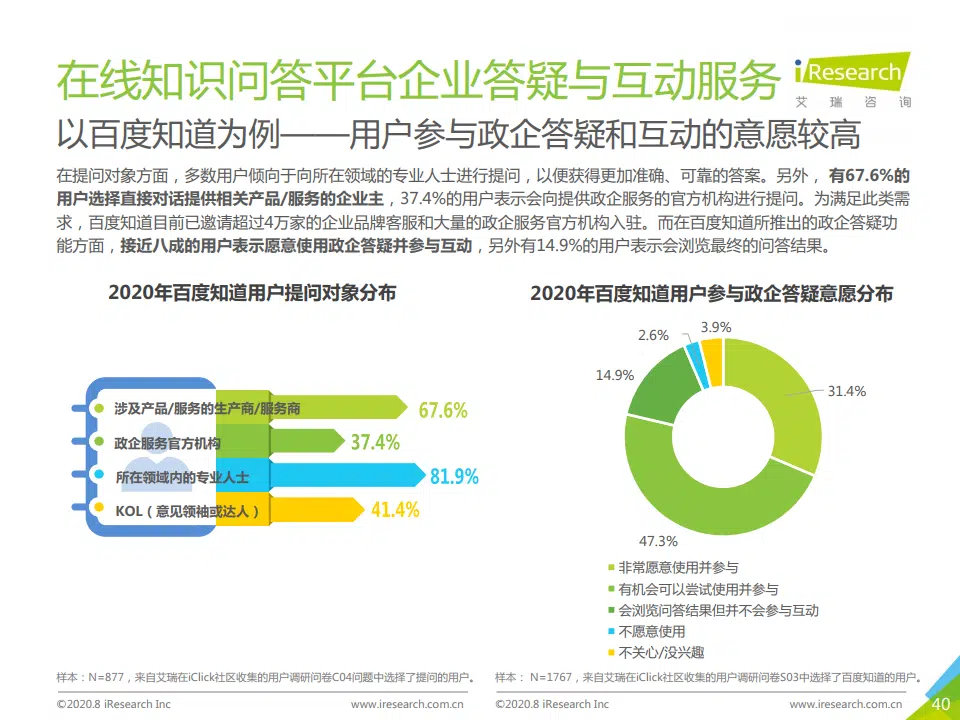 在线知识问答平台企业答疑与互动服务
iResearch
艾瑞咨询
以百度知道为例——用户参与政企答疑和互动的意愿较高
在提问对象方面，多数用户倾向于向所在领域的专业人士进行提问，以便获得更加准确、可靠的答案。另外， 有67.6%的
用户选择直接对话提供相关产品/服务的企业主，37.4%的用户表示会向提供政企服务的官方机构进行提问。为满足此类需
求，百度知道目前已邀请超过4万家的企业品牌客服和大量的政企服务官方机构入驻。而在百度知道所推出的政企答疑功
能方面，接近八成的用户表示愿意使用政企答疑并参与互动，另外有14.9%的用户表示会浏览最终的问答结果。
2020年百度知道用户提问对象分布
涉及产品/服务的生产商/服务商
67.6%
政企服务官方机构
37.4%
所在领域内的专业人士
81.9%
KOL（意见领袖或达人）
41.4%
2020年百度知道用户参与政企答疑意愿分布
3.9%
2.6%
14.9%
31.4%
47.3%
非常愿意使用并参与
有机会可以尝试使用并参与
会浏览问答结果但并不会参与互动
不愿意使用
不关心/没兴趣
样本：N=877，来自艾瑞在iClick社区收集的用户调研问卷C04问题中选择了提问的用户。
样本： N=1767，来自艾瑞在iClick社区收集的用户调研问卷S03中选择了百度知道的用户。
©2020.8 iResearch Inc
www.iresearch.com.cn
©2020.8 iResearch Inc
www.iresearch.com.cn
40